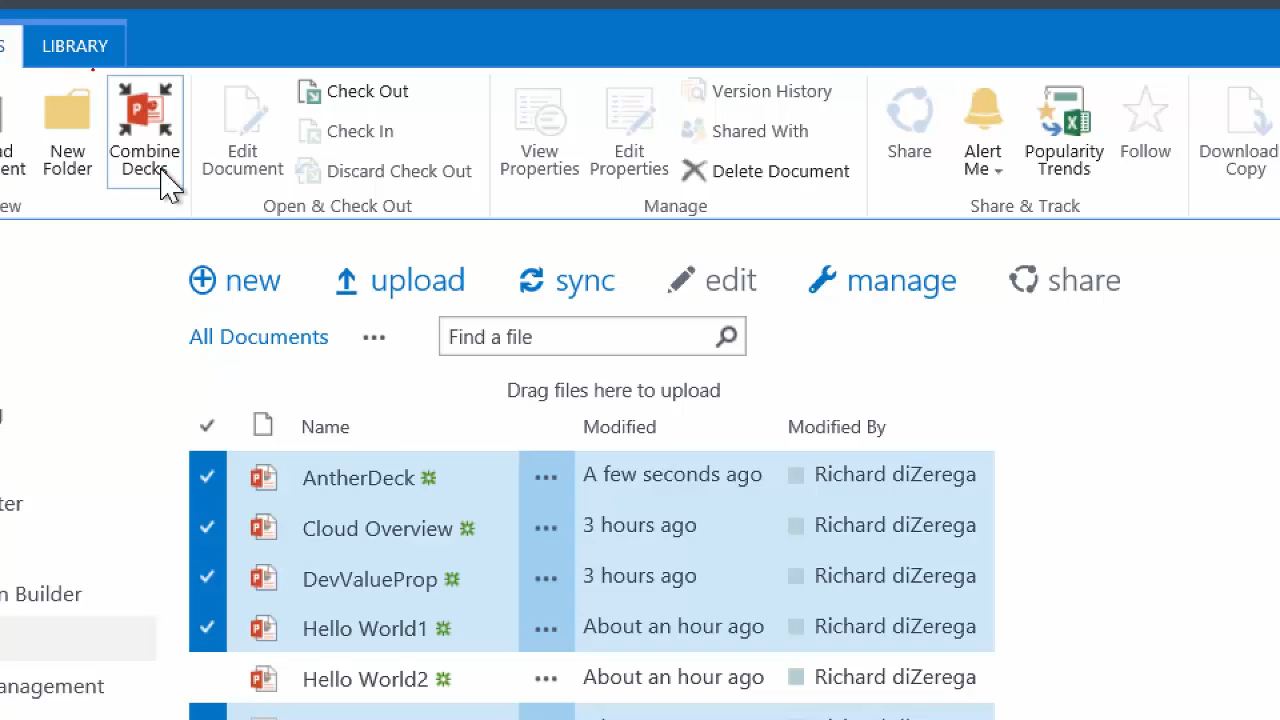 S LIBRARY
New Folder
Combine Decks
Edit Document
Check Out
Check In
Discard Check Out
Open & Check Out
View Properties
Edit Properties
Version History
Shared With
Delete Document
Manage
Share
Alert Me
Popularity Trends
Follow
Share & Track
Download Copy
new upload sync edit manage share
All Documents ... Find a file
Drag files here to upload
Name Modified Modified By
AntherDeck ... A few seconds ago Richard diZerega
Cloud Overview ... 3 hours ago Richard diZerega
DevValueProp ... 3 hours ago Richard diZerega
Hello World1 ... About an hour ago Richard diZerega
n Builder
Hello World2 ... About an hour ago Richard diZerega
anagement